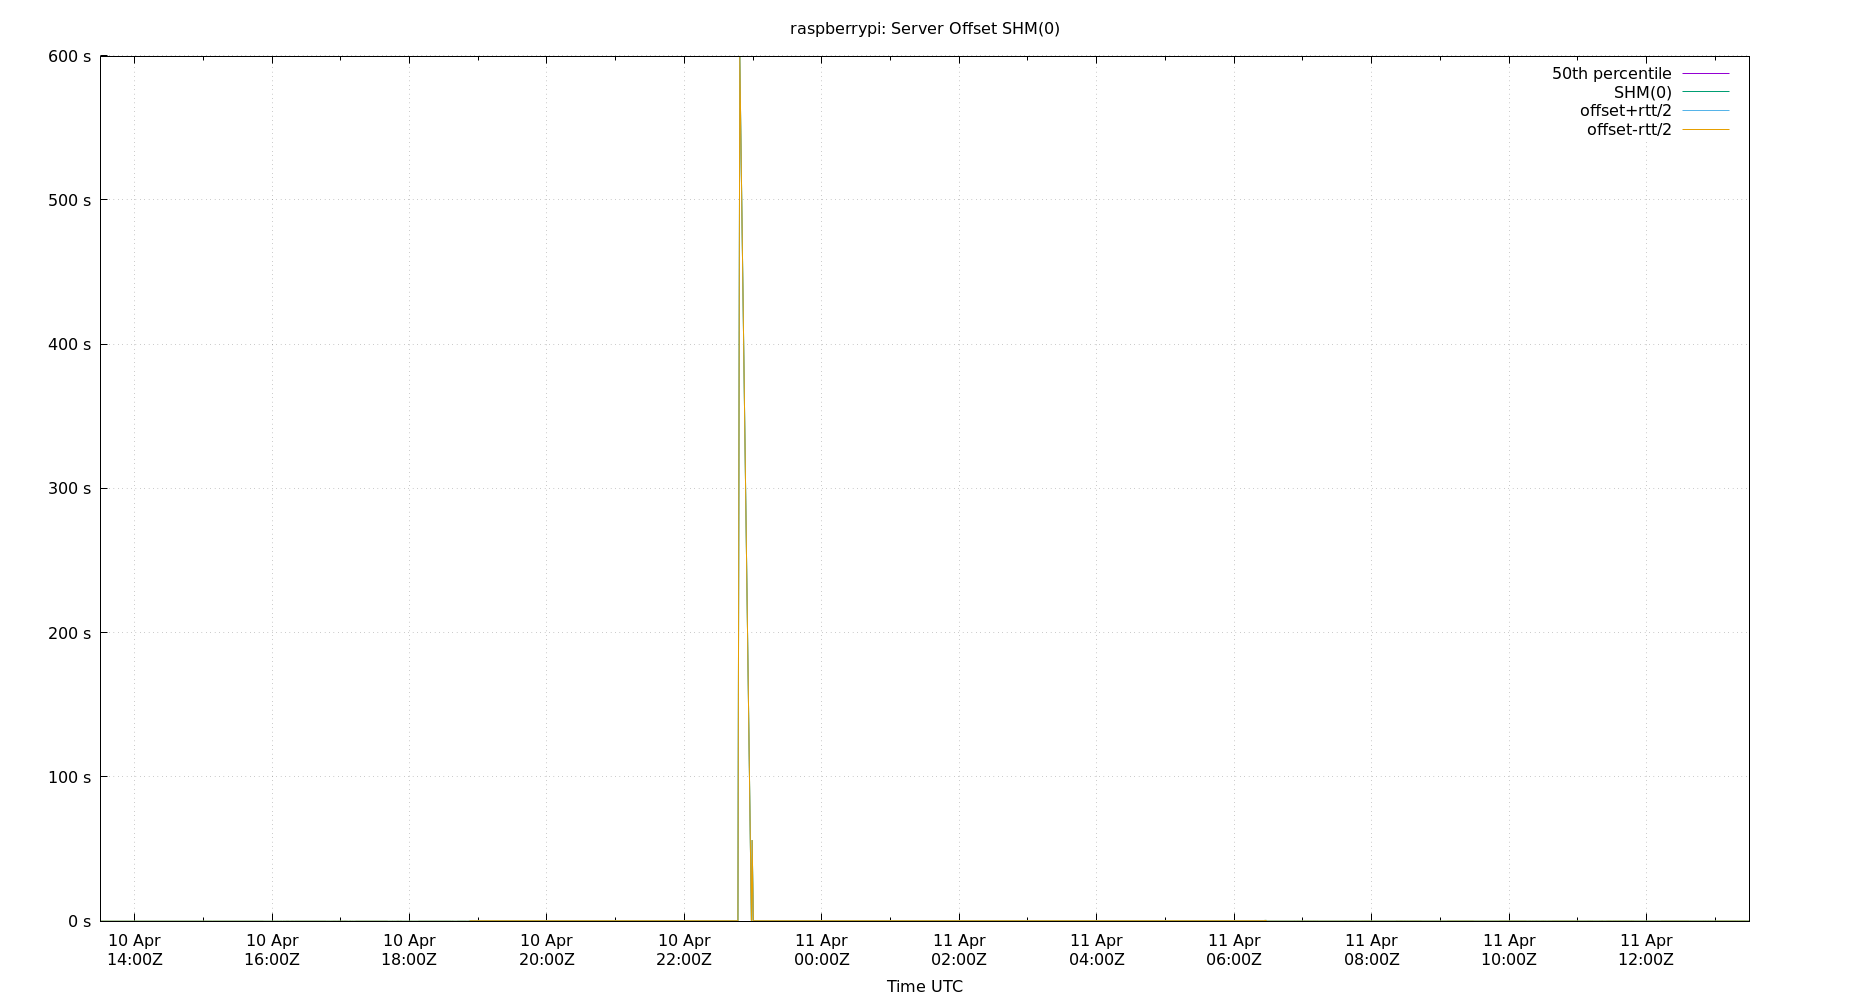 raspberrypi: Server Offset SHM(0)
600 s
500 s
400 s
300 s
200 s
100 s
0 s
50th percentile
SHM(0)
offset+rtt/2
offset-rtt/2
10 Apr 10 Apr 10 Apr 10 Apr 10 Apr 11 Apr 11 Apr 11 Apr 11 Apr 11 Apr 11 Apr 11 Apr
14:00Z 16:00Z 18:00Z 20:00Z 22:00Z 00:00Z 02:00Z 04:00Z 06:00Z 08:00Z 10:00Z 12:00Z
Time UTC